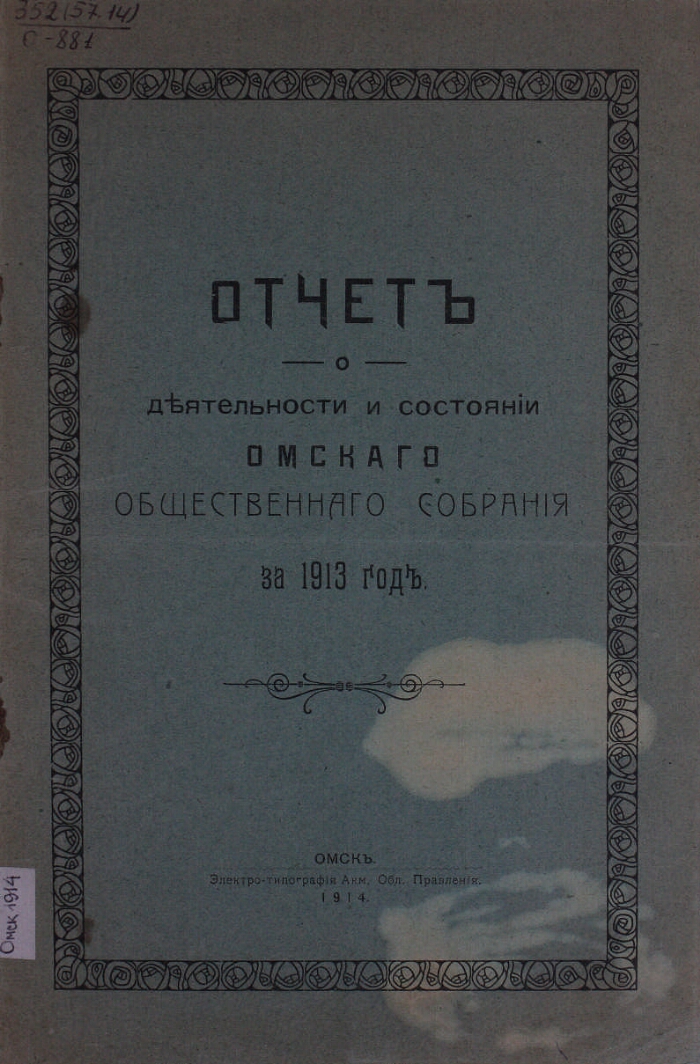 352(57.14)
О-881
ОТЧЕТЪ
— о —
дѣятельности и состоянiи
ОМСКАГО
ОБЩЕСТВЕННАГО СОБРАНIЯ
за 1913 годъ.
ОМСКЪ.
Электро-типографiя Акм. Обл. Правленiя.
1914.
Омск 1914